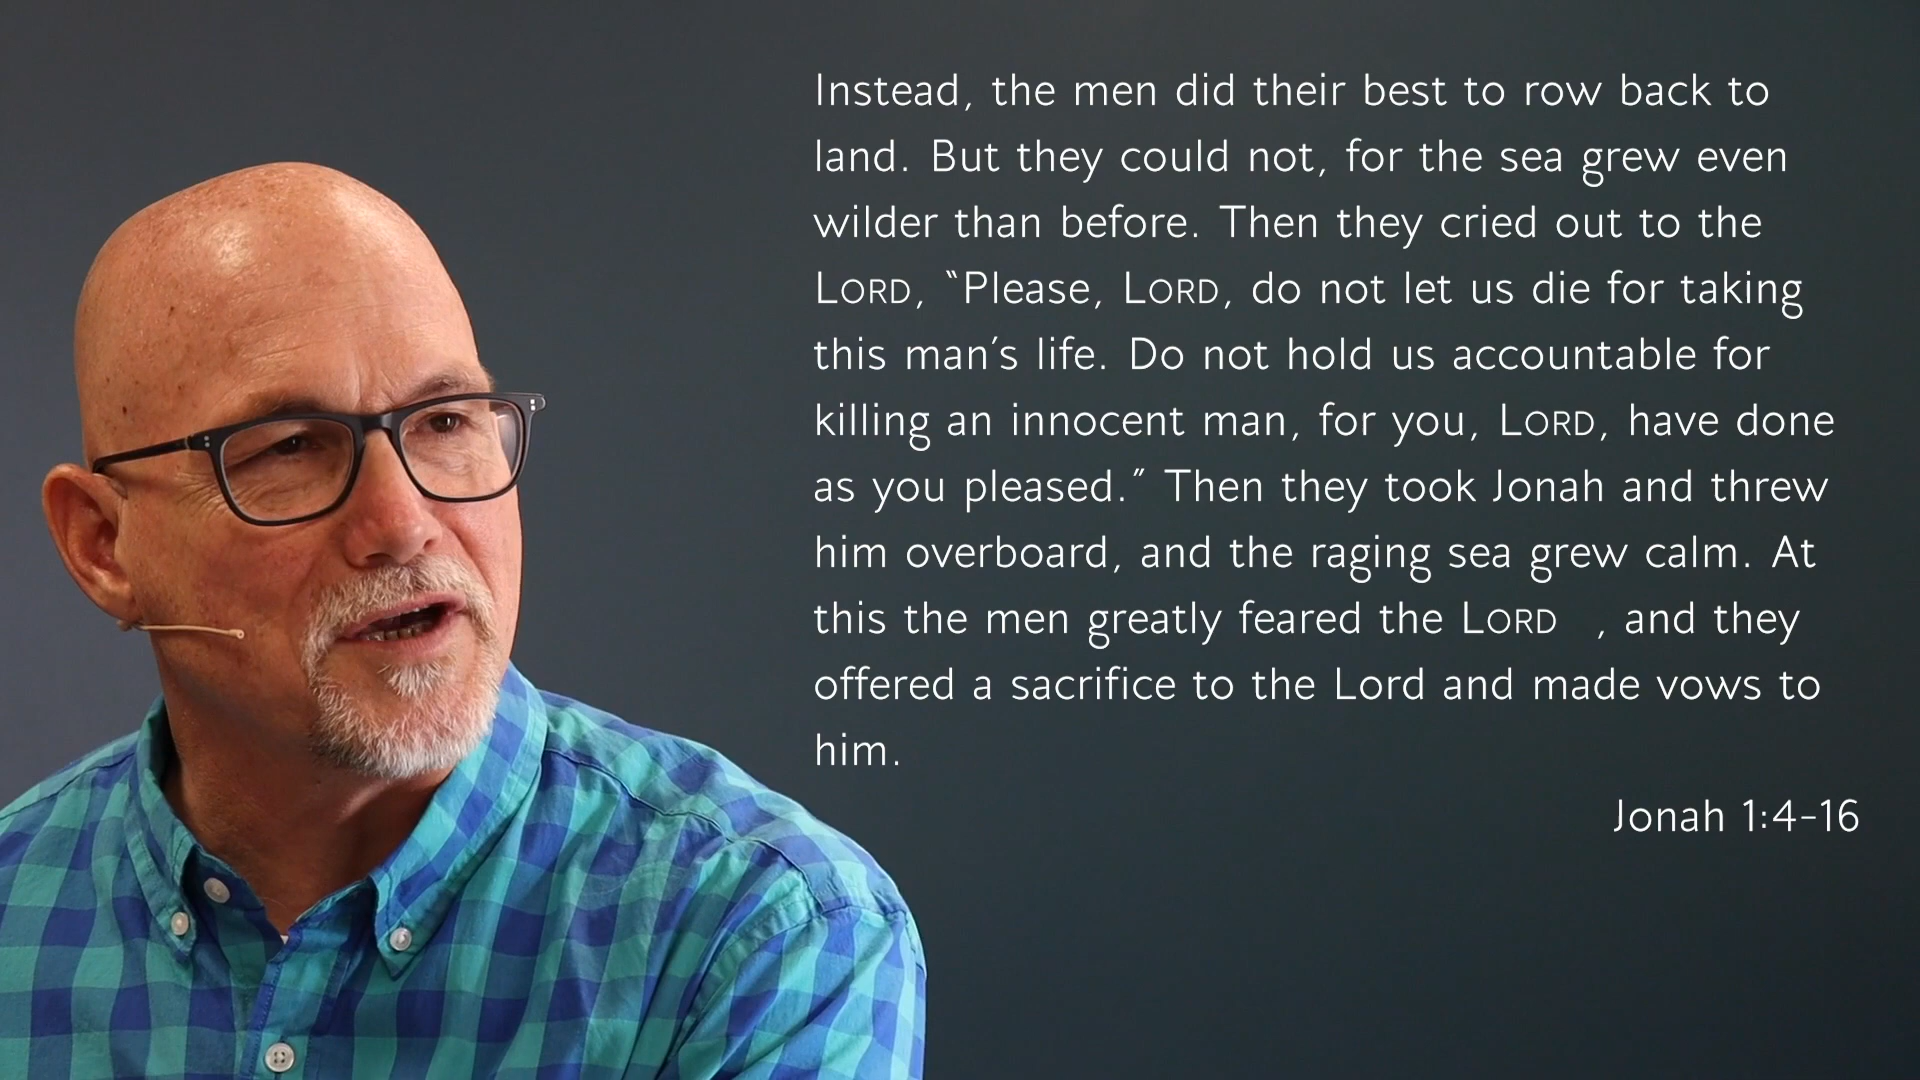 Instead, the men did their best to row back to
land. But they could not, for the sea grew even
wilder than before. Then they cried out to the
LORD, “Please, LORD, do not let us die for taking
this man’s life. Do not hold us accountable for
killing an innocent man, for you, LORD, have done
as you pleased.” Then they took Jonah and threw
him overboard, and the raging sea grew calm. At
this the men greatly feared the LORD , and they
offered a sacrifice to the Lord and made vows to
him.
Jonah 1:4-16